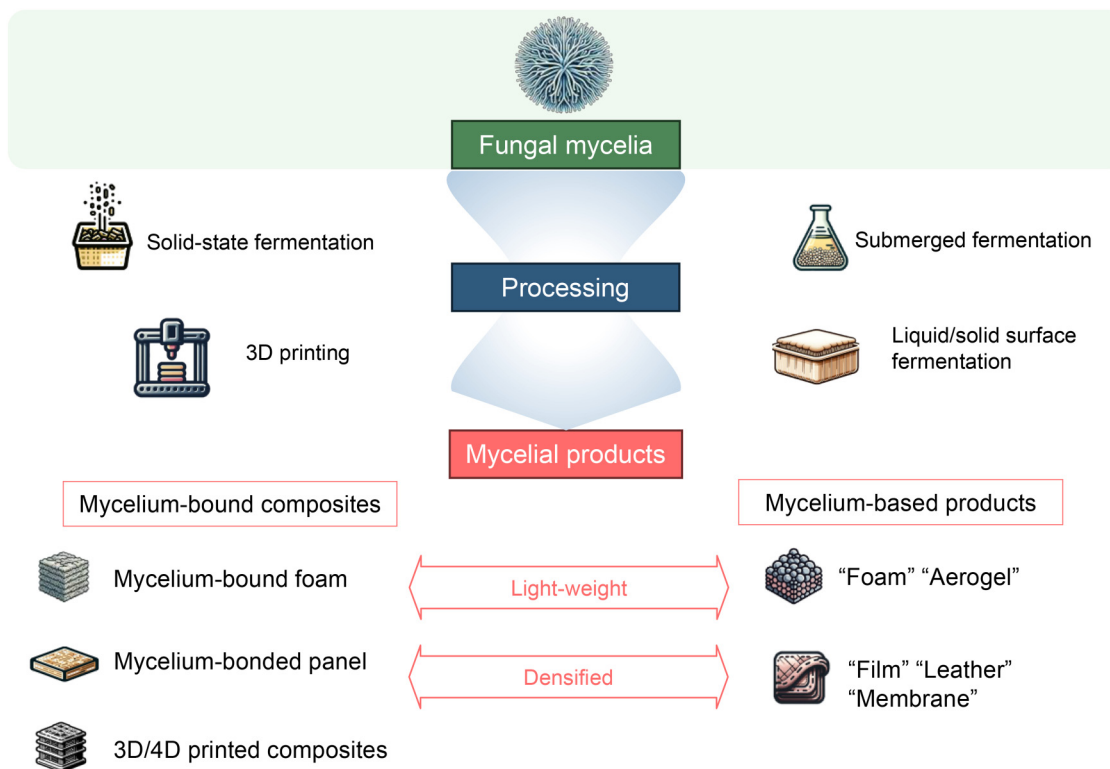 Fungal mycelia
Solid-state fermentation
Submerged fermentation
Processing
3D printing
Liquid/solid surface
fermentation
Mycelial products
Mycelium-bound composites
Mycelium-based products
Mycelium-bound foam
Light-weight
“Foam” “Aerogel”
Mycelium-bonded panel
Densified
“Film” “Leather”
“Membrane”
3D/4D printed composites